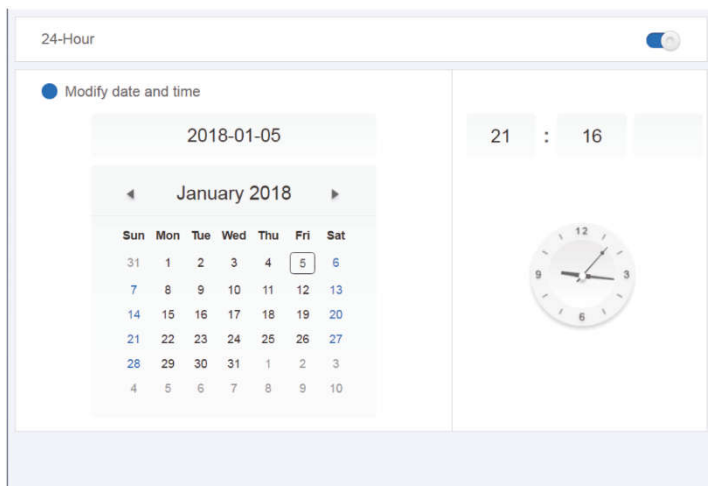 24-Hour
Modify date and time
2018-01-05
21 : 16
January 2018
Sun Mon Tue Wed Thu Fri Sat
31 1 2 3 4 5 6
7 8 9 10 11 12 13
14 15 16 17 18 19 20
21 22 23 24 25 26 27
28 29 30 31 1 2 3
4 5 6 7 8 9 10
12
9 3
6